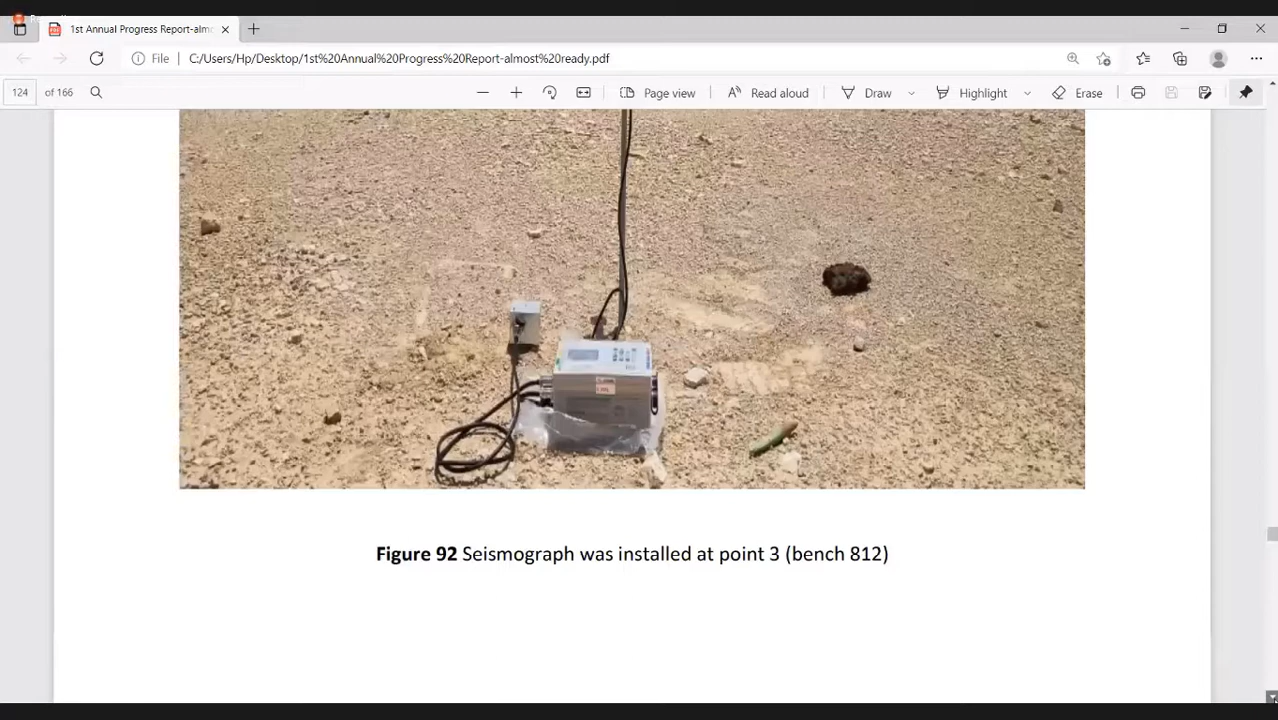 1st Annual Progress Report-almo
File
C:/Users/Hp/Desktop/1st%20Annual%20Progress%20Report-almost%20ready.pdf
124 of 166
Page view
Read aloud
Draw
Highlight
Erase
Figure 92 Seismograph was installed at point 3 (bench 812)